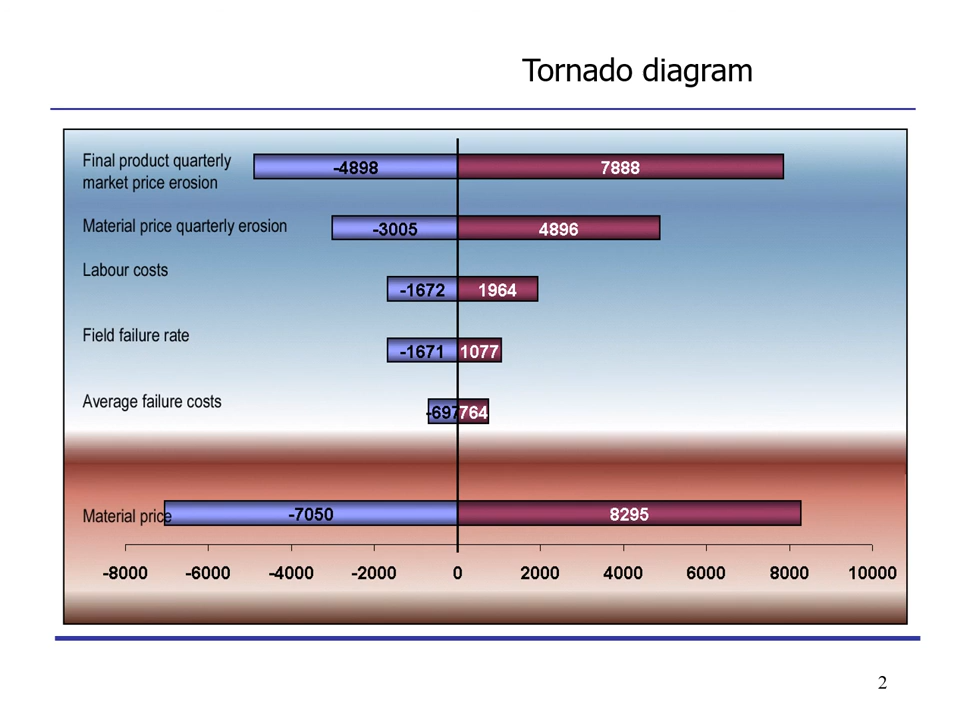 Tornado diagram
Final product quarterly
market price erosion
-4898 7888
Material price quarterly erosion
-3005 4896
Labour costs
-1672 1964
Field failure rate
-1671 1077
Average failure costs
-697 764
Material price
-7050 8295
-8000 -6000 -4000 -2000 0 2000 4000 6000 8000 10000
2